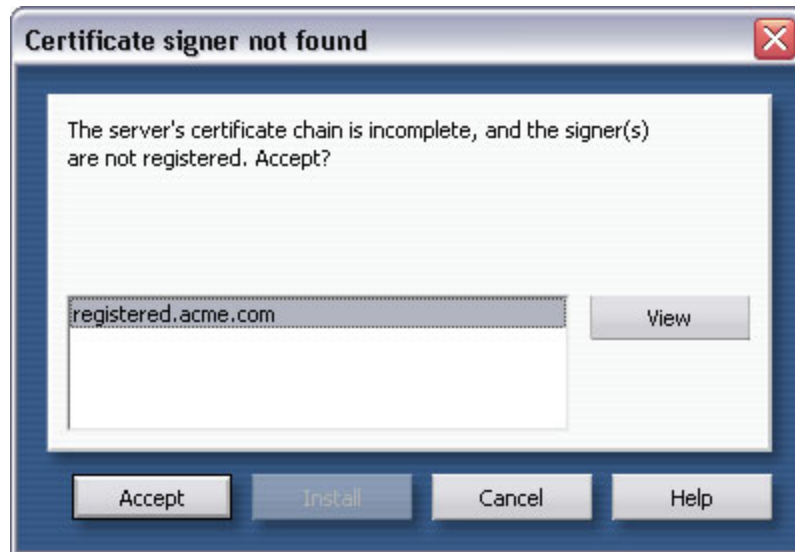 Certificate signer not found
The server's certificate chain is incomplete, and the signer(s)
are not registered. Accept?
registered.acme.com
View
Accept
Install
Cancel
Help